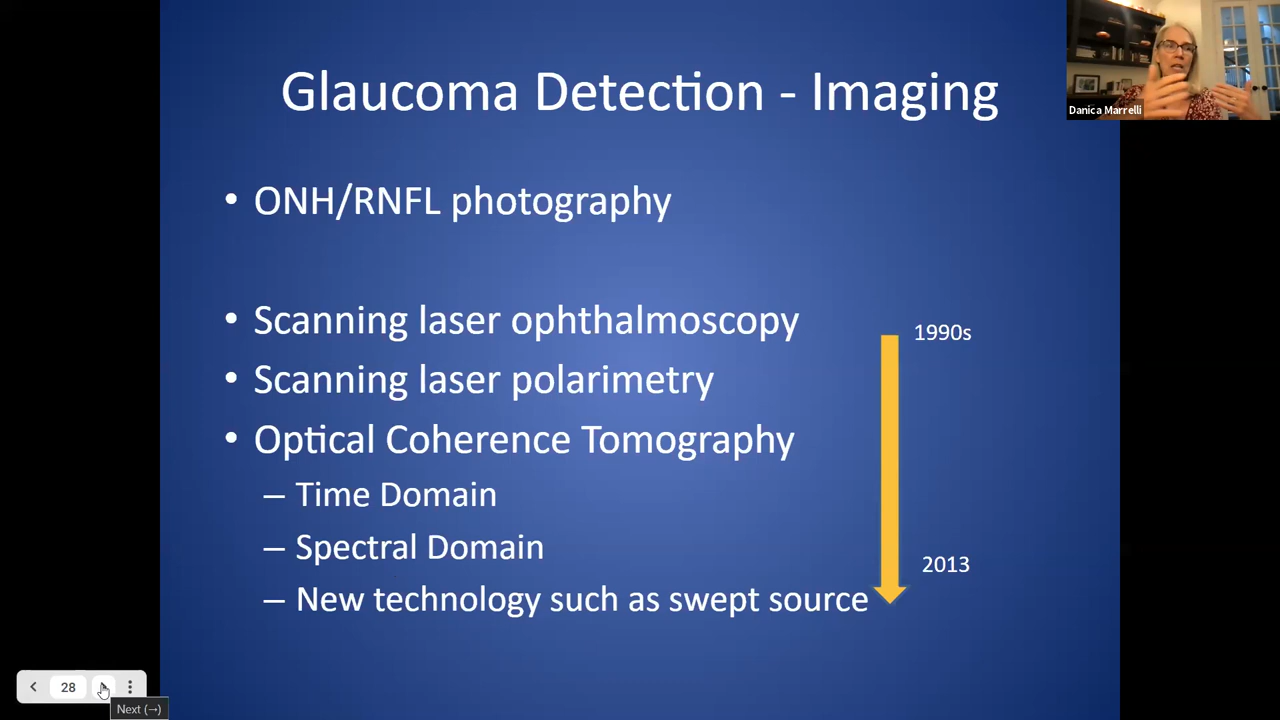 Glaucoma Detection - Imaging
Danica Marrelli
• ONH/RNFL photography
• Scanning laser ophthalmoscopy
1990s
• Scanning laser polarimetry
• Optical Coherence Tomography
– Time Domain
– Spectral Domain
2013
– New technology such as swept source
28
Next (→)